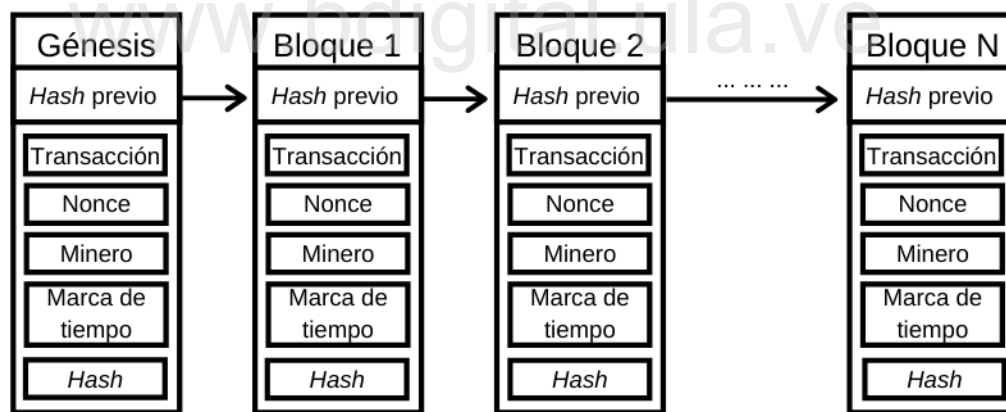 www.bdigital.ula.ve
Génesis
Hash previo
Transacción
Nonce
Minero
Marca de
tiempo
Hash
Bloque 1
Hash previo
Transacción
Nonce
Minero
Marca de
tiempo
Hash
Bloque 2
Hash previo
Transacción
Nonce
Minero
Marca de
tiempo
Hash
... ... ...
Bloque N
Hash previo
Transacción
Nonce
Minero
Marca de
tiempo
Hash